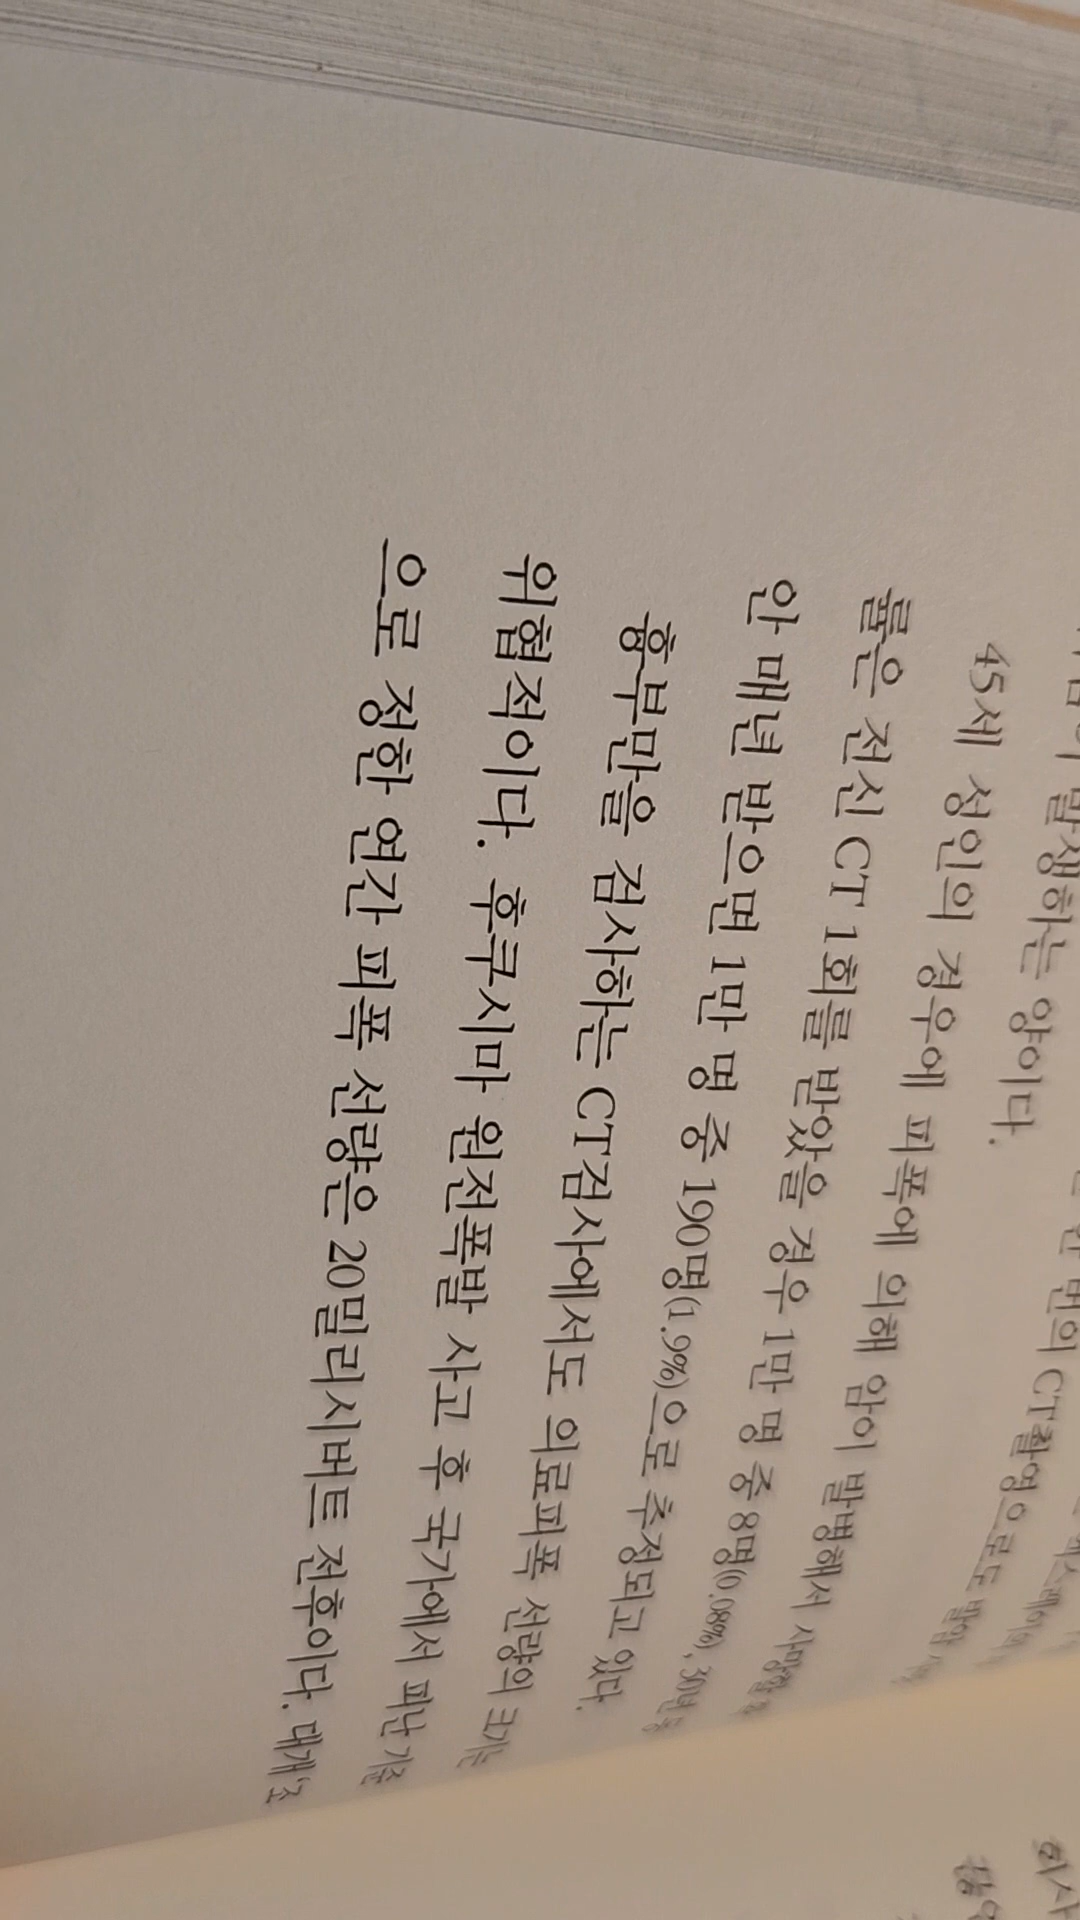 발생하는 양이다.
45세 성인의 경우에 피폭에 의해 암이 발병해서 사망할
률은 전신 CT 1회를 받았을 경우 1만 명 중 8명(0.08%), 30년 동
안 매년 받으면 1만 명 중 190명(1.9%)으로 추정되고 있다.
흉부만을 검사하는 CT검사에서도 의료피폭 선량의 크기는
위협적이다. 후쿠시마 원전폭발 사고 후 국가에서 피난 기준
으로 정한 연간 피폭 선량은 20밀리시버트 전후이다. 대개